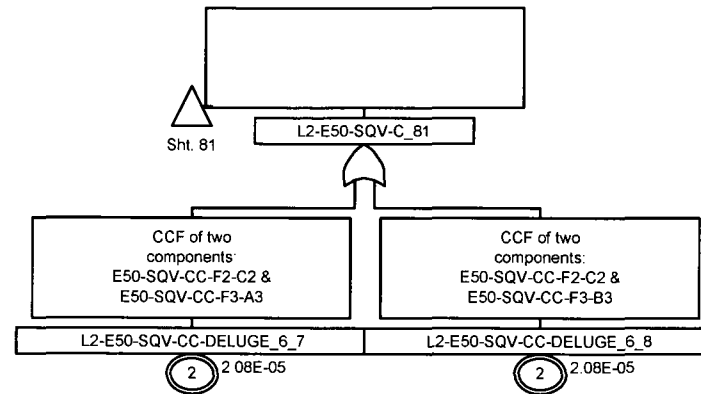 Sht. 81
L2-E50-SQV-C_81
CCF of two
components:
E50-SQV-CC-F2-C2 &
E50-SQV-CC-F3-A3
CCF of two
components:
E50-SQV-CC-F2-C2 &
E50-SQV-CC-F3-B3
L2-E50-SQV-CC-DELUGE_6_7
L2-E50-SQV-CC-DELUGE_6_8
2
2.08E-05
2
2.08E-05